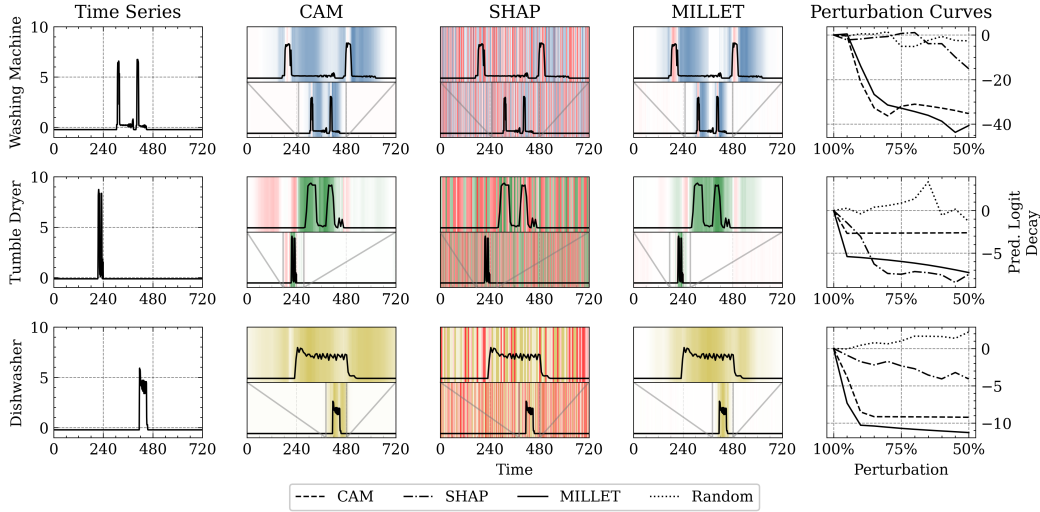 Time Series CAM SHAP MILLET Perturbation Curves
Washing Machine
10
5
0
0 240 480 720
0 240 480 720
0 240 480 720
0 240 480 720
0
−20
−40
100% 75% 50%
Tumble Dryer
10
5
0
0 240 480 720
0 240 480 720
0 240 480 720
0 240 480 720
0
−5
100% 75% 50%
Pred. Logit
Decay
Dishwasher
10
5
0
0 240 480 720
0 240 480 720
0 240 480 720
0 240 480 720
0
−5
−10
100% 75% 50%
Time
Perturbation
CAM SHAP MILLET Random